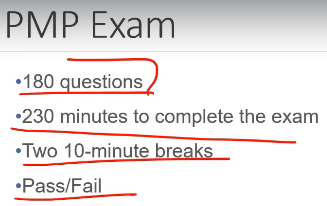 PMP Exam
•180 questions
•230 minutes to complete the exam
•Two 10-minute breaks
•Pass/Fail